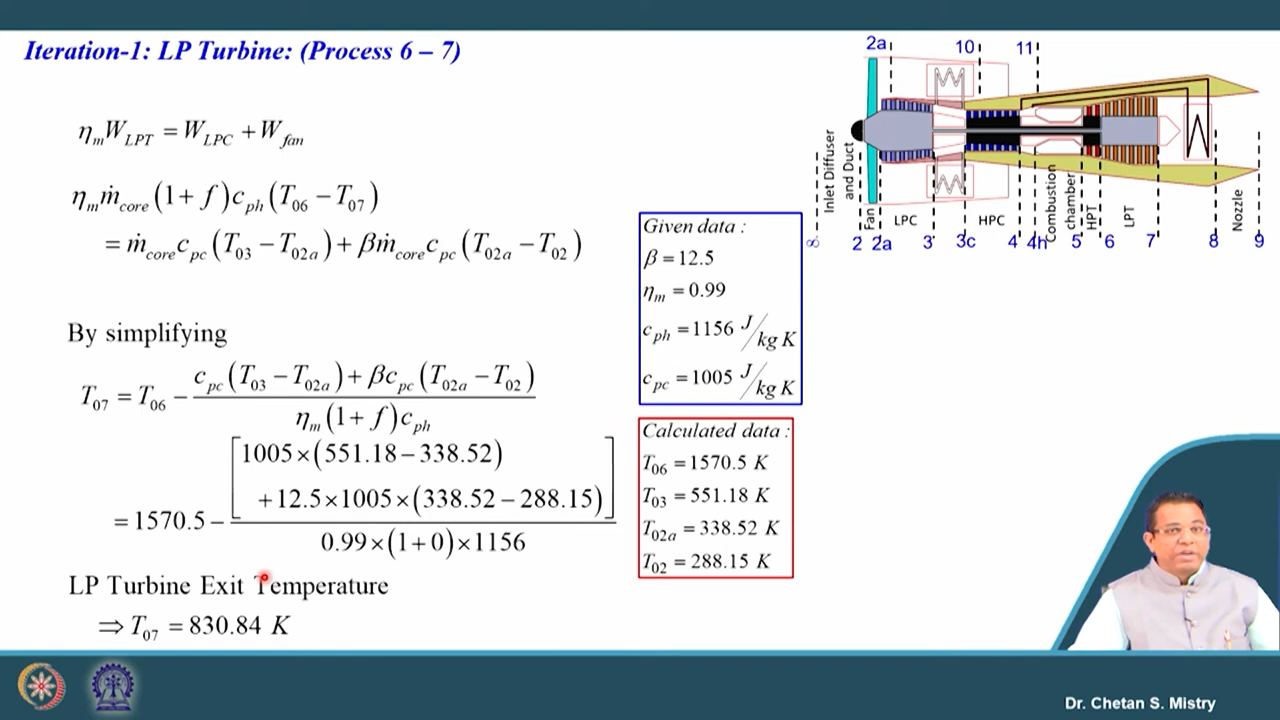 Iteration-1: LP Turbine: (Process 6 – 7)
η_m W_LPT = W_LPC + W_fan
η_m ṁ_core (1 + f) c_ph (T_06 − T_07)
= ṁ_core c_pc (T_03 − T_02a) + β ṁ_core c_pc (T_02a − T_02)
By simplifying
T_07 = T_06 − [c_pc (T_03 − T_02a) + β c_pc (T_02a − T_02)] / [η_m (1 + f) c_ph]
= 1570.5 − [1005 × (551.18 − 338.52) + 12.5 × 1005 × (338.52 − 288.15)] / [0.99 × (1 + 0) × 1156]
LP Turbine Exit Temperature
⇒ T_07 = 830.84 K
Given data :
β = 12.5
η_m = 0.99
c_ph = 1156 J/kg K
c_pc = 1005 J/kg K
Calculated data :
T_06 = 1570.5 K
T_03 = 551.18 K
T_02a = 338.52 K
T_02 = 288.15 K
2a 10 11
Inlet Diffuser
and Duct
Fan
LPC
HPC
Combustion
chamber
HPT
LPT
Nozzle
∞ 2 2a 3 3c 4 4h 5 6 7 8 9
Dr. Chetan S. Mistry